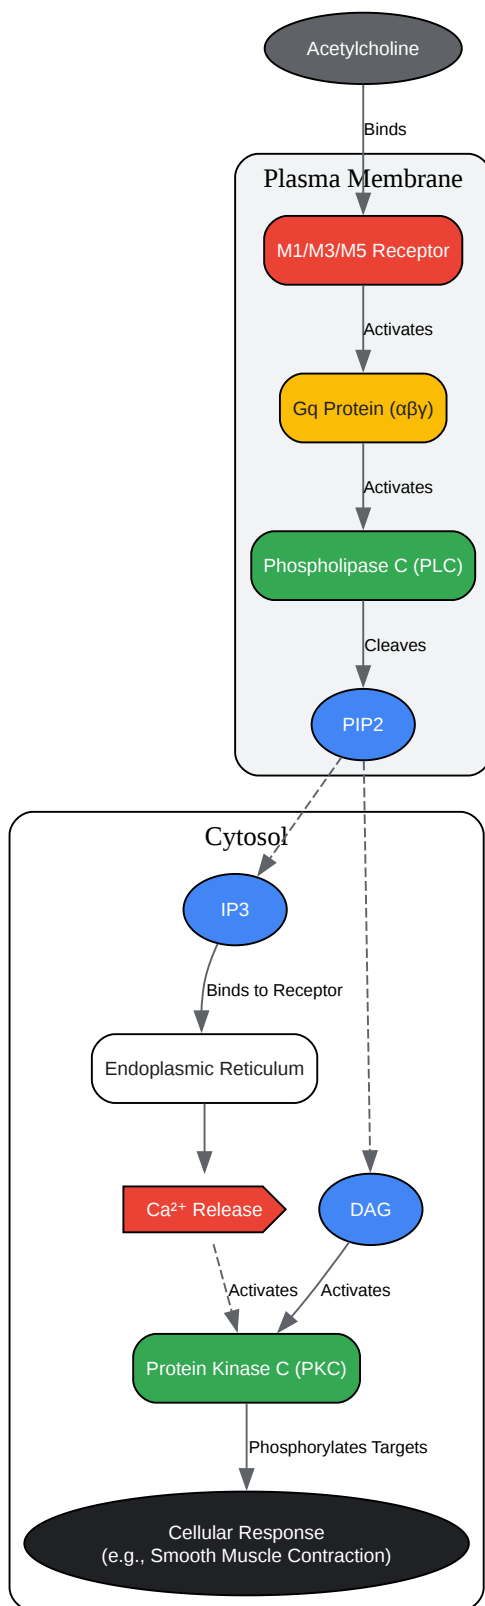 Acetylcholine
Binds
Plasma Membrane
M1/M3/M5 Receptor
Activates
Gq Protein (αβγ)
Activates
Phospholipase C (PLC)
Cleaves
PIP2
Cytosol
IP3
Binds to Receptor
Endoplasmic Reticulum
Ca²⁺ Release
DAG
Activates
Activates
Protein Kinase C (PKC)
Phosphorylates Targets
Cellular Response
(e.g., Smooth Muscle Contraction)